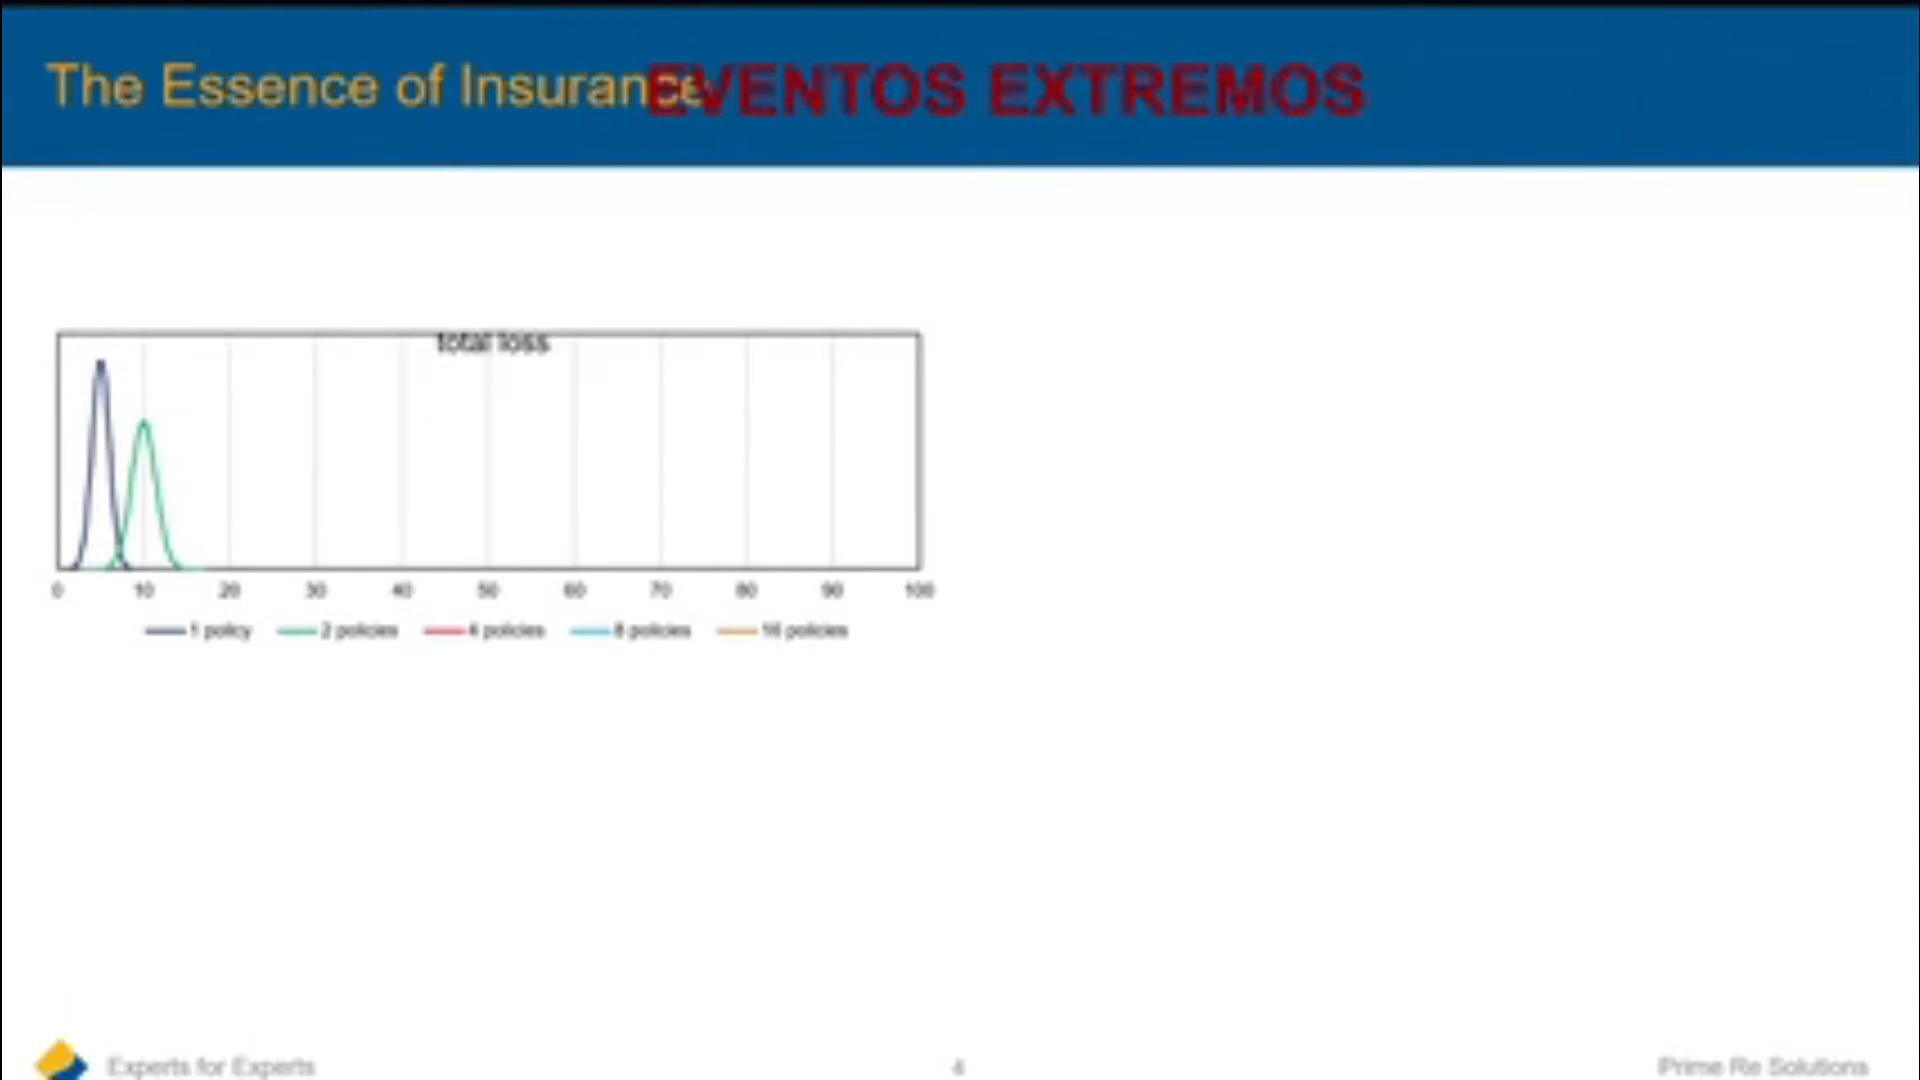 The Essence of Insurance
EVENTOS EXTREMOS
total loss
0 10 20 30 40 50 60 70 80 90 100
1 policy 2 policies 4 policies 8 policies 16 policies
Experts for Experts 4 Prime Re Solutions